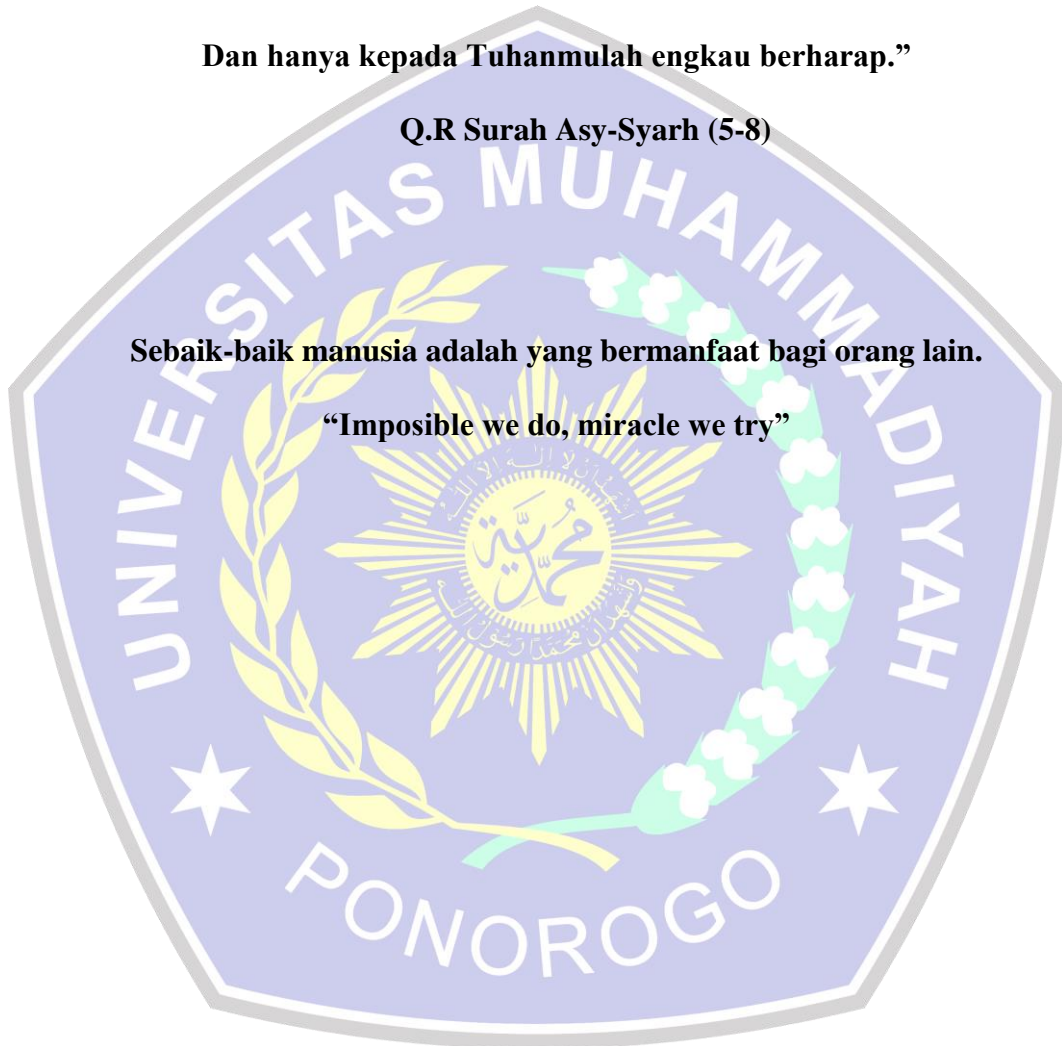 Dan hanya kepada Tuhanmulah engkau berharap.”
Q.R Surah Asy-Syarh (5-8)
UNIVERSITAS MUHAMMADIYAH
Sebaik-baik manusia adalah yang bermanfaat bagi orang lain.
“Imposible we do, miracle we try”
PONOROGO